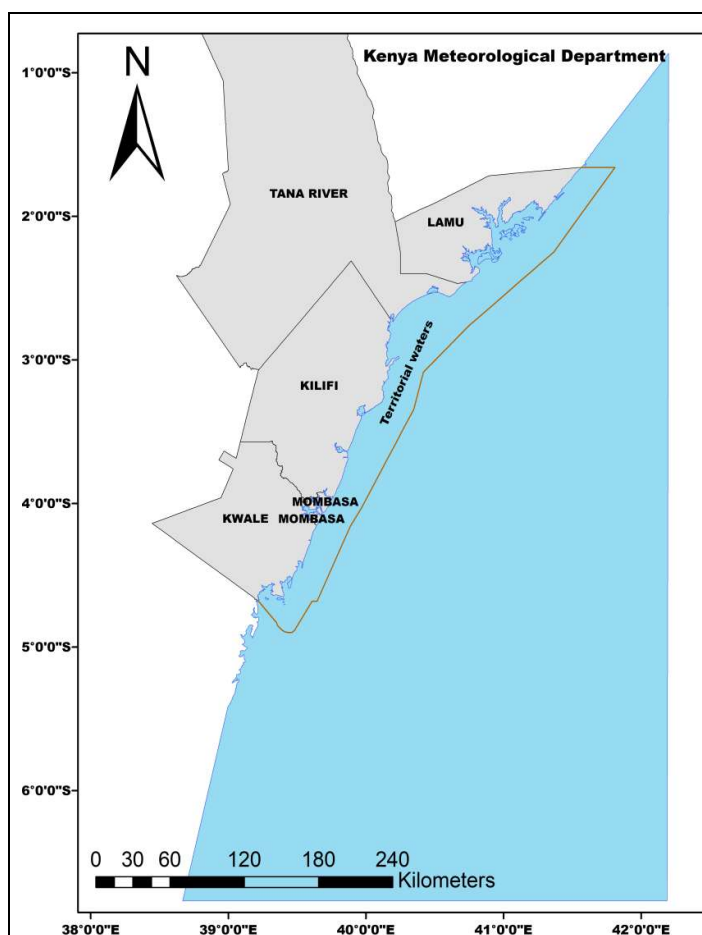 Kenya Meteorological Department
N
1°0'0"S
2°0'0"S
3°0'0"S
4°0'0"S
5°0'0"S
6°0'0"S
TANA RIVER
LAMU
KILIFI
Territorial waters
MOMBASA
KWALE MOMBASA
0 30 60 120 180 240
Kilometers
38°0'0"E 39°0'0"E 40°0'0"E 41°0'0"E 42°0'0"E